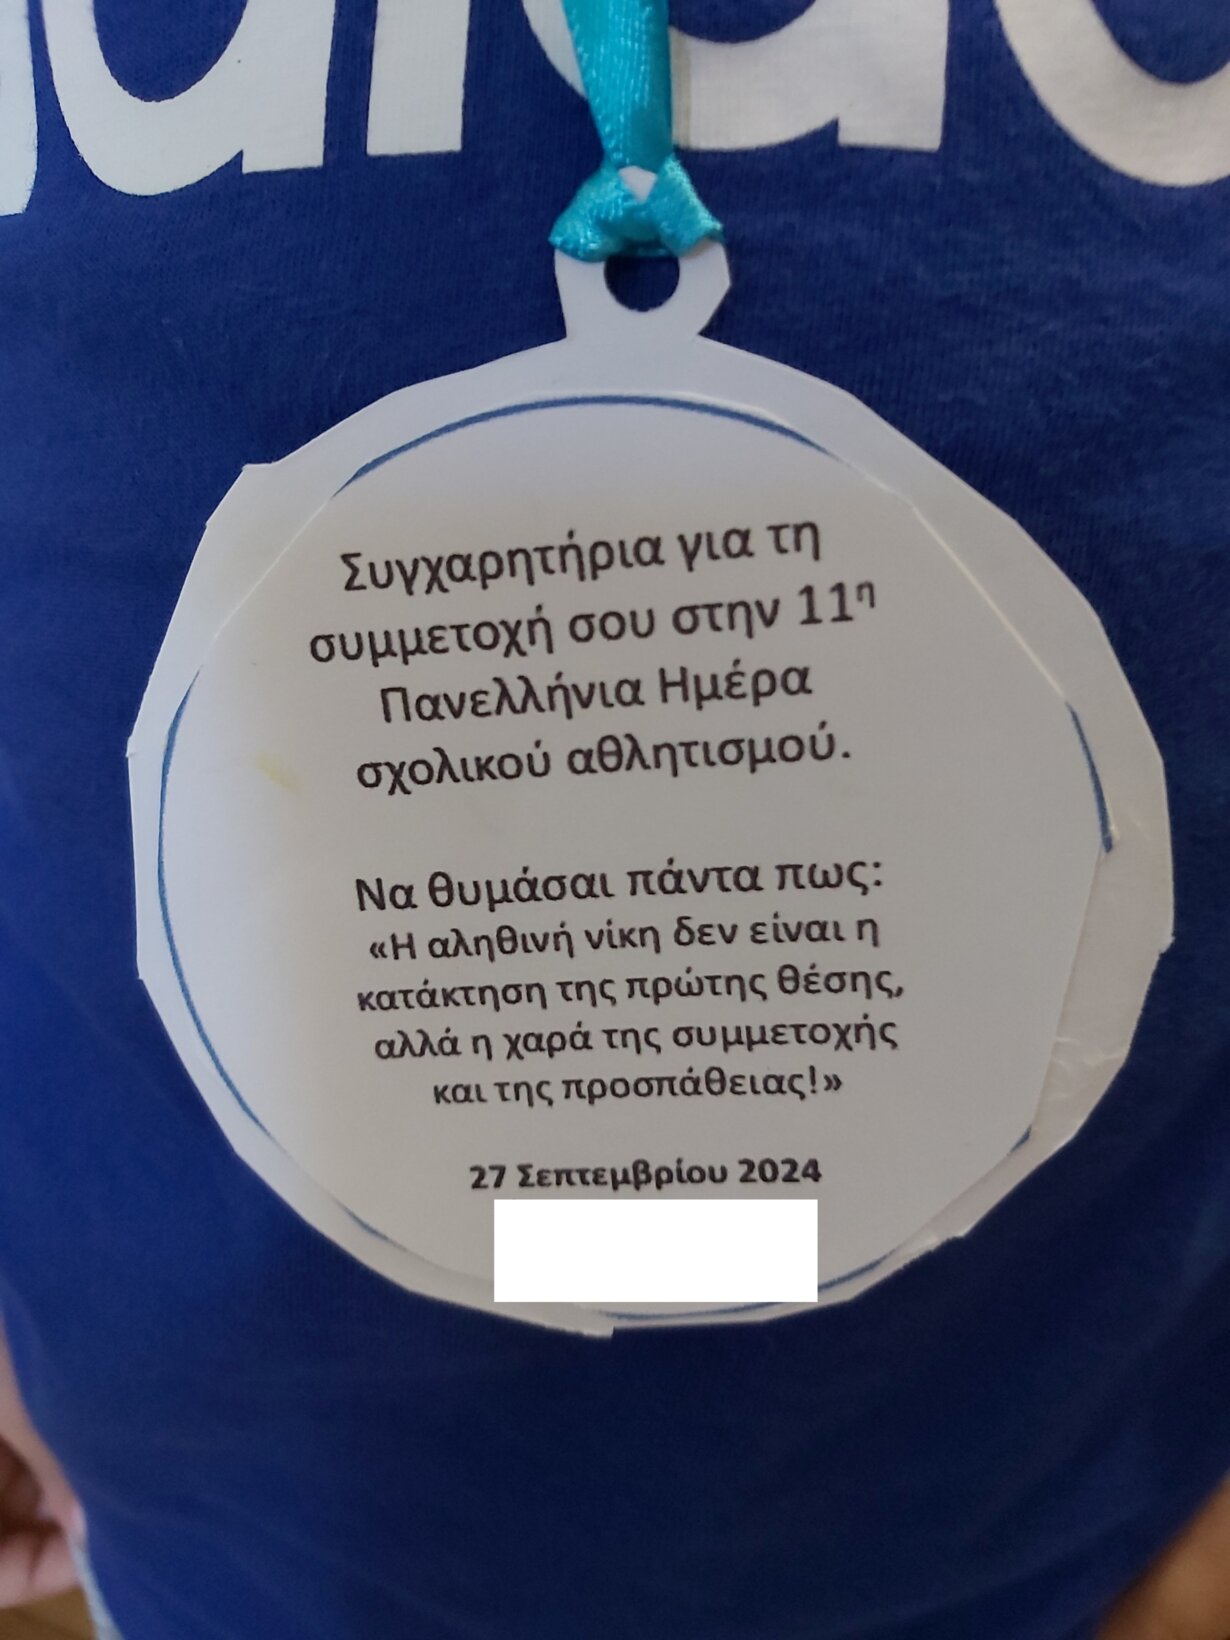 Συγχαρητήρια για τη
συμμετοχή σου στην 11η
Πανελλήνια Ημέρα
σχολικού αθλητισμού.
Να θυμάσαι πάντα πως:
«Η αληθινή νίκη δεν είναι η
κατάκτηση της πρώτης θέσης,
αλλά η χαρά της συμμετοχής
και της προσπάθειας!»
27 Σεπτεμβρίου 2024